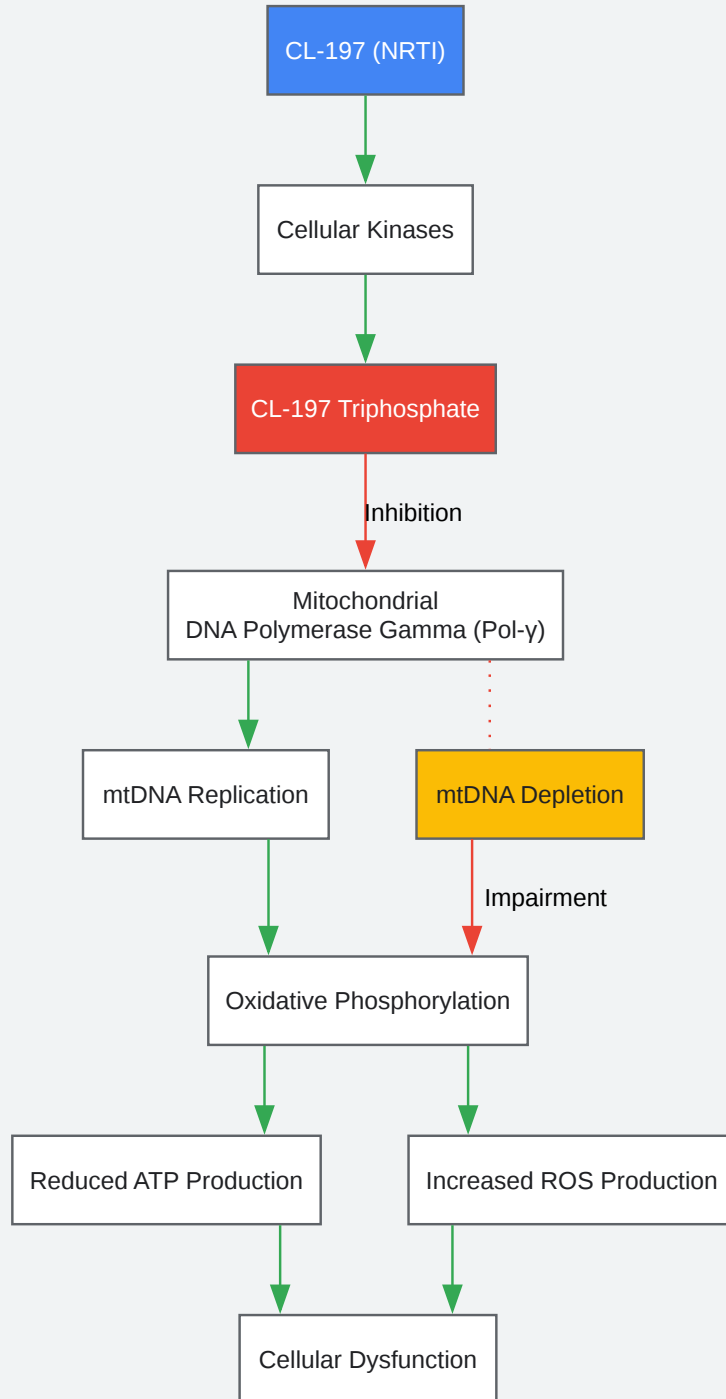 CL-197 (NRTI)
Cellular Kinases
CL-197 Triphosphate
Inhibition
Mitochondrial
DNA Polymerase Gamma (Pol-γ)
mtDNA Replication
mtDNA Depletion
Impairment
Oxidative Phosphorylation
Reduced ATP Production
Increased ROS Production
Cellular Dysfunction